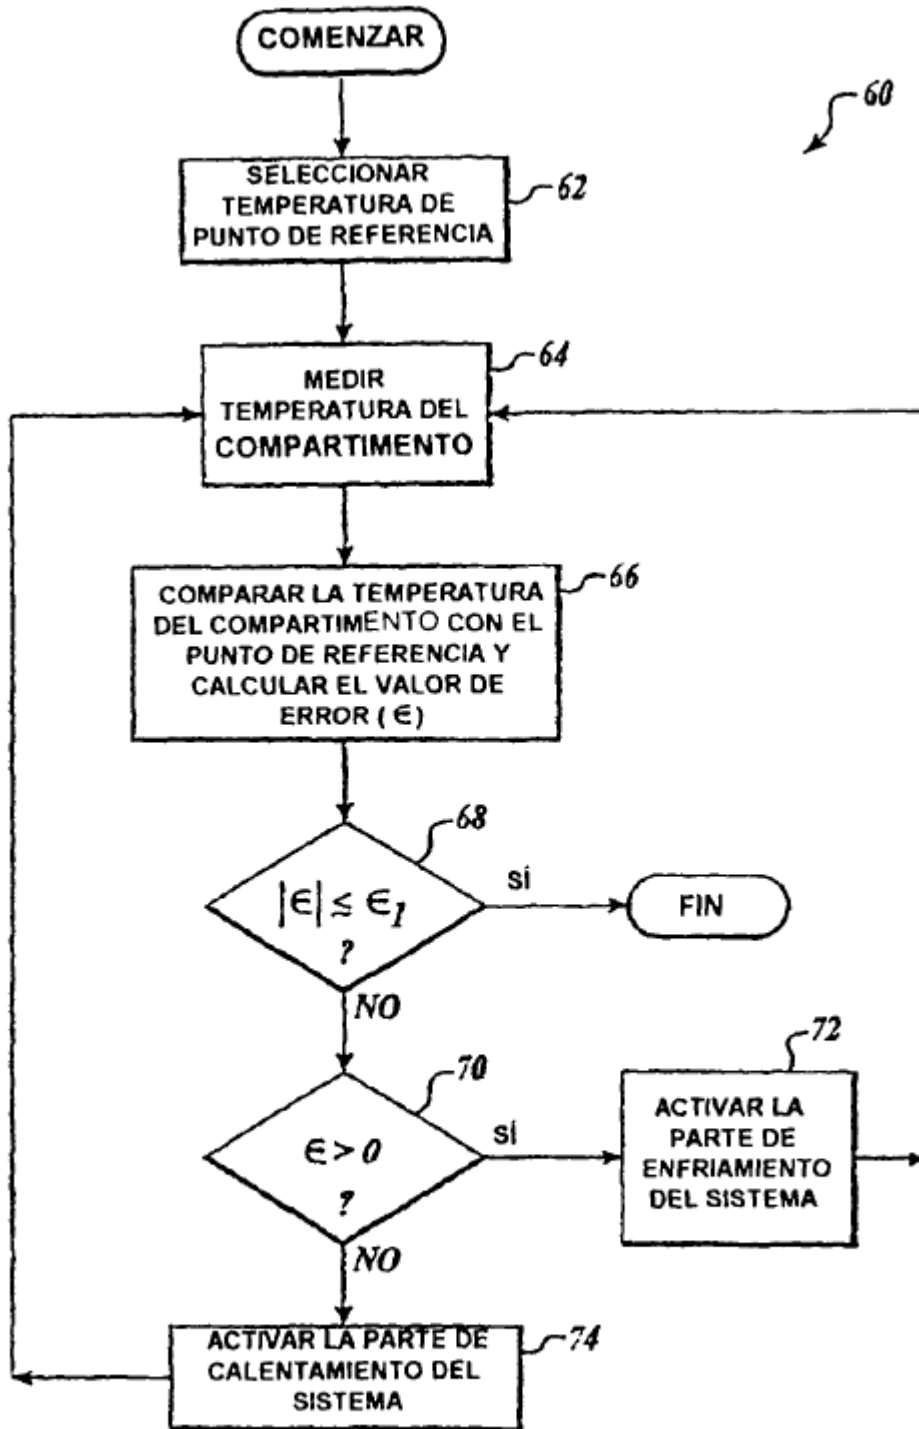 COMENZAR
60
SELECCIONAR
TEMPERATURA DE
PUNTO DE REFERENCIA
62
MEDIR
TEMPERATURA DEL
COMPARTIMENTO
64
COMPARAR LA TEMPERATURA
DEL COMPARTIMENTO CON EL
PUNTO DE REFERENCIA Y
CALCULAR EL VALOR DE
ERROR (∈)
66
|∈| ≤ ∈1
?
68
SÍ
FIN
NO
∈ > 0
?
70
SÍ
ACTIVAR LA
PARTE DE
ENFRIAMIENTO
DEL SISTEMA
72
NO
ACTIVAR LA PARTE DE
CALENTAMIENTO DEL
SISTEMA
74